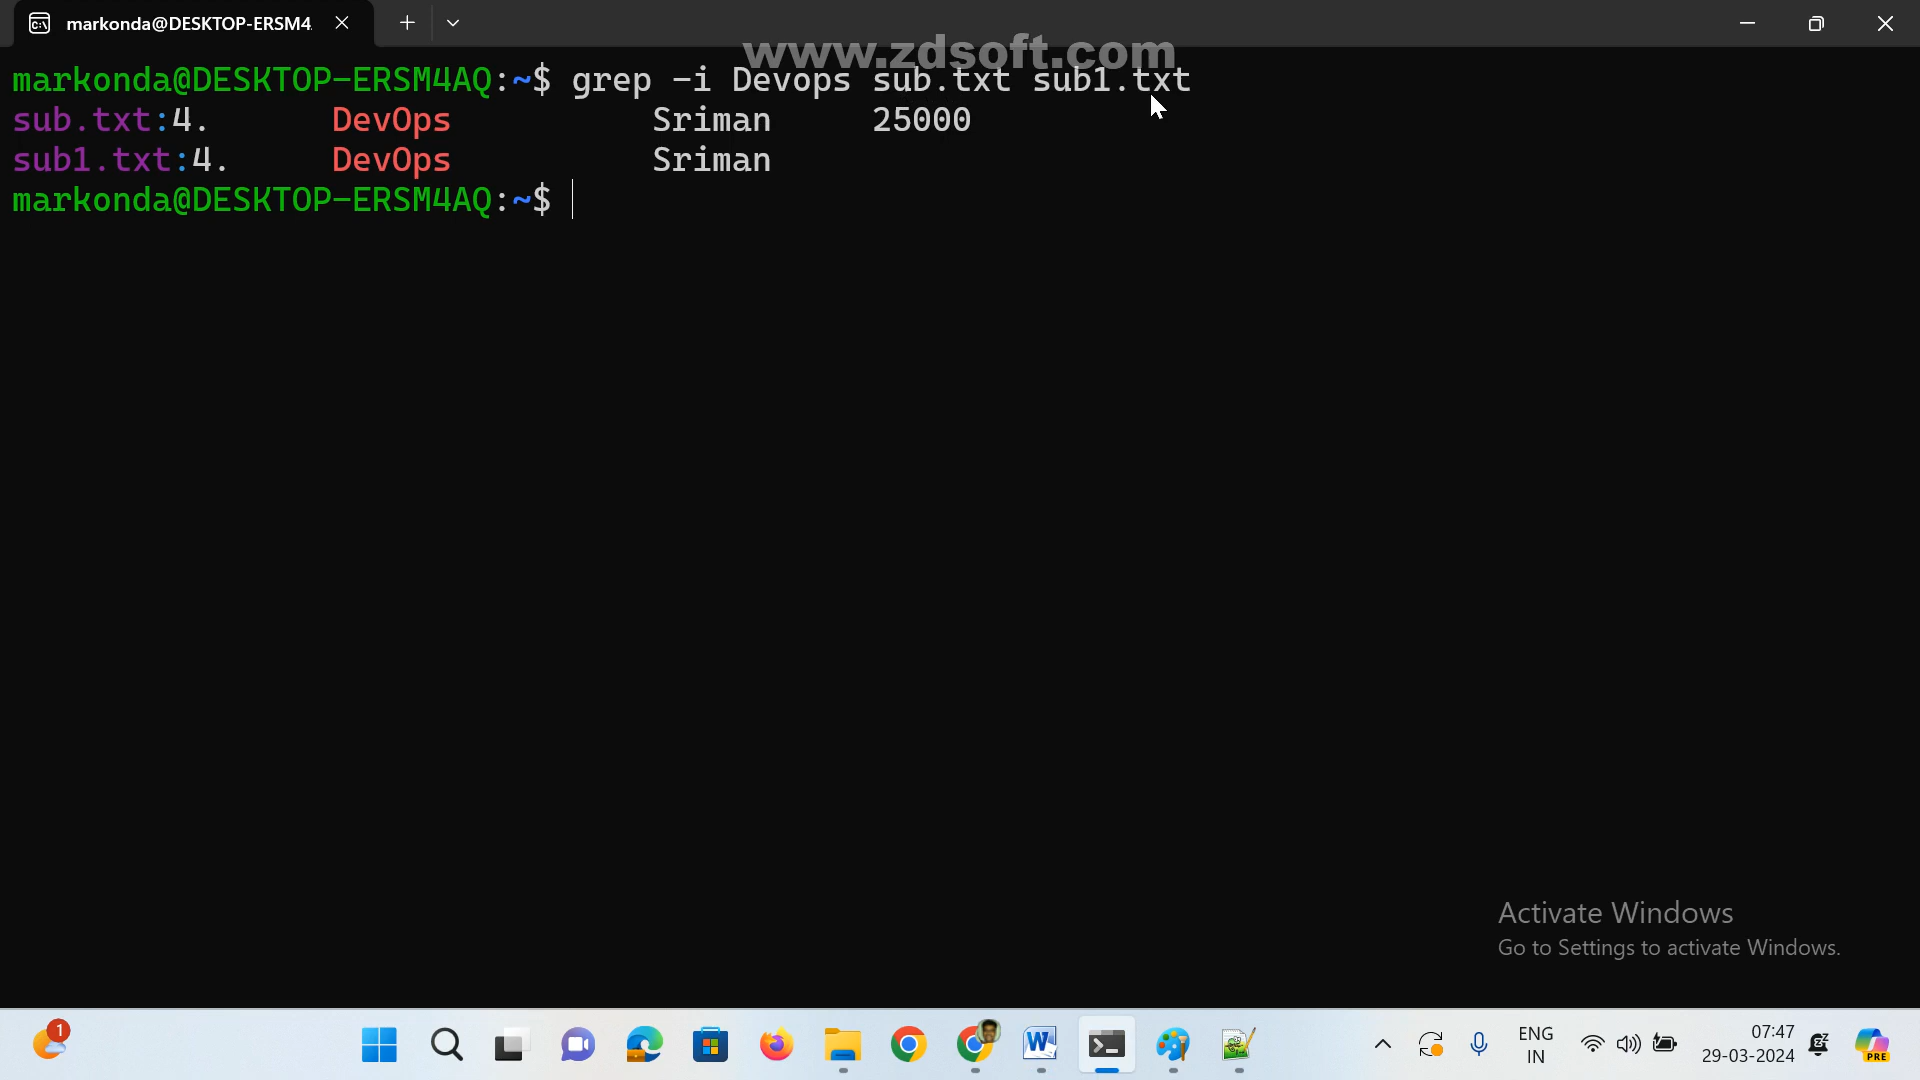 markonda@DESKTOP-ERSM4
www.zdsoft.com
markonda@DESKTOP-ERSM4AQ:~$ grep -i Devops sub.txt sub1.txt
sub.txt:4. DevOps Sriman 25000
sub1.txt:4. DevOps Sriman
markonda@DESKTOP-ERSM4AQ:~$
Activate Windows
Go to Settings to activate Windows.
1
ENG
IN
07:47
29-03-2024
PRE